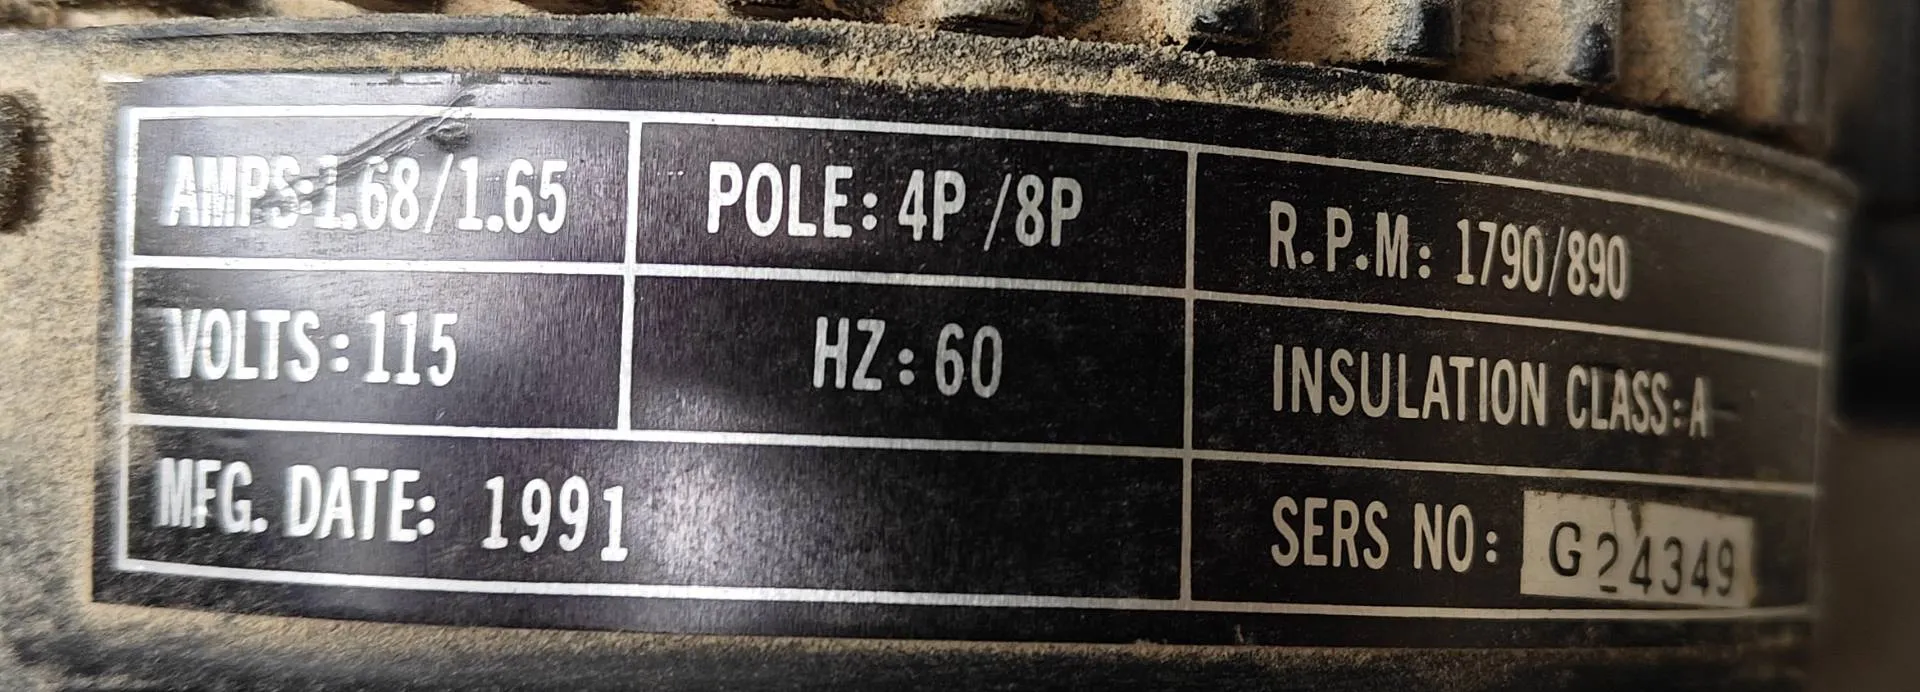 AMPS:1.68/1.65
POLE: 4P /8P
R.P.M: 1790/890
VOLTS:115
HZ: 60
INSULATION CLASS:A
MFG. DATE: 1991
SERS NO: G24349